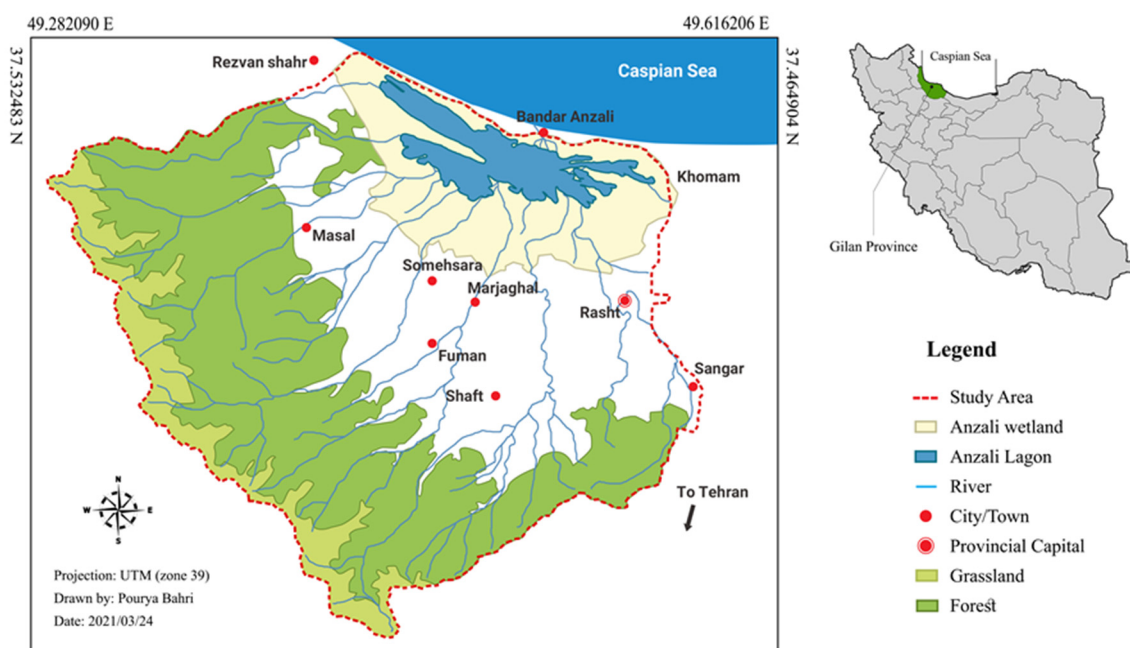 49.282090 E
49.616206 E
37.532483 N
37.464904 N
Rezvan shahr
Caspian Sea
Bandar Anzali
Khomam
Masal
Somehsara
Marjaghal
Rasht
Fuman
Shaft
Sangar
To Tehran
N
W
E
S
Projection: UTM (zone 39)
Drawn by: Pourya Bahri
Date: 2021/03/24
Caspian Sea
Gilan Province
Legend
Study Area
Anzali wetland
Anzali Lagon
River
City/Town
Provincial Capital
Grassland
Forest